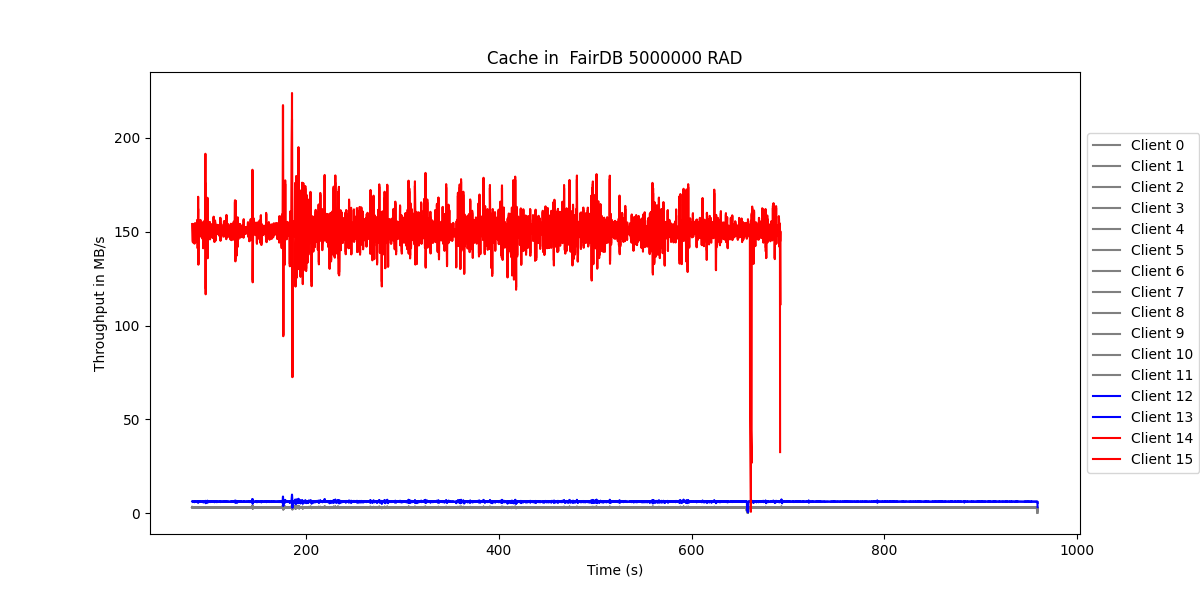 Cache in  FairDB 5000000 RAD
Throughput in MB/s
200
150
100
50
0
200
400
600
800
1000
Time (s)
Client 0
Client 1
Client 2
Client 3
Client 4
Client 5
Client 6
Client 7
Client 8
Client 9
Client 10
Client 11
Client 12
Client 13
Client 14
Client 15